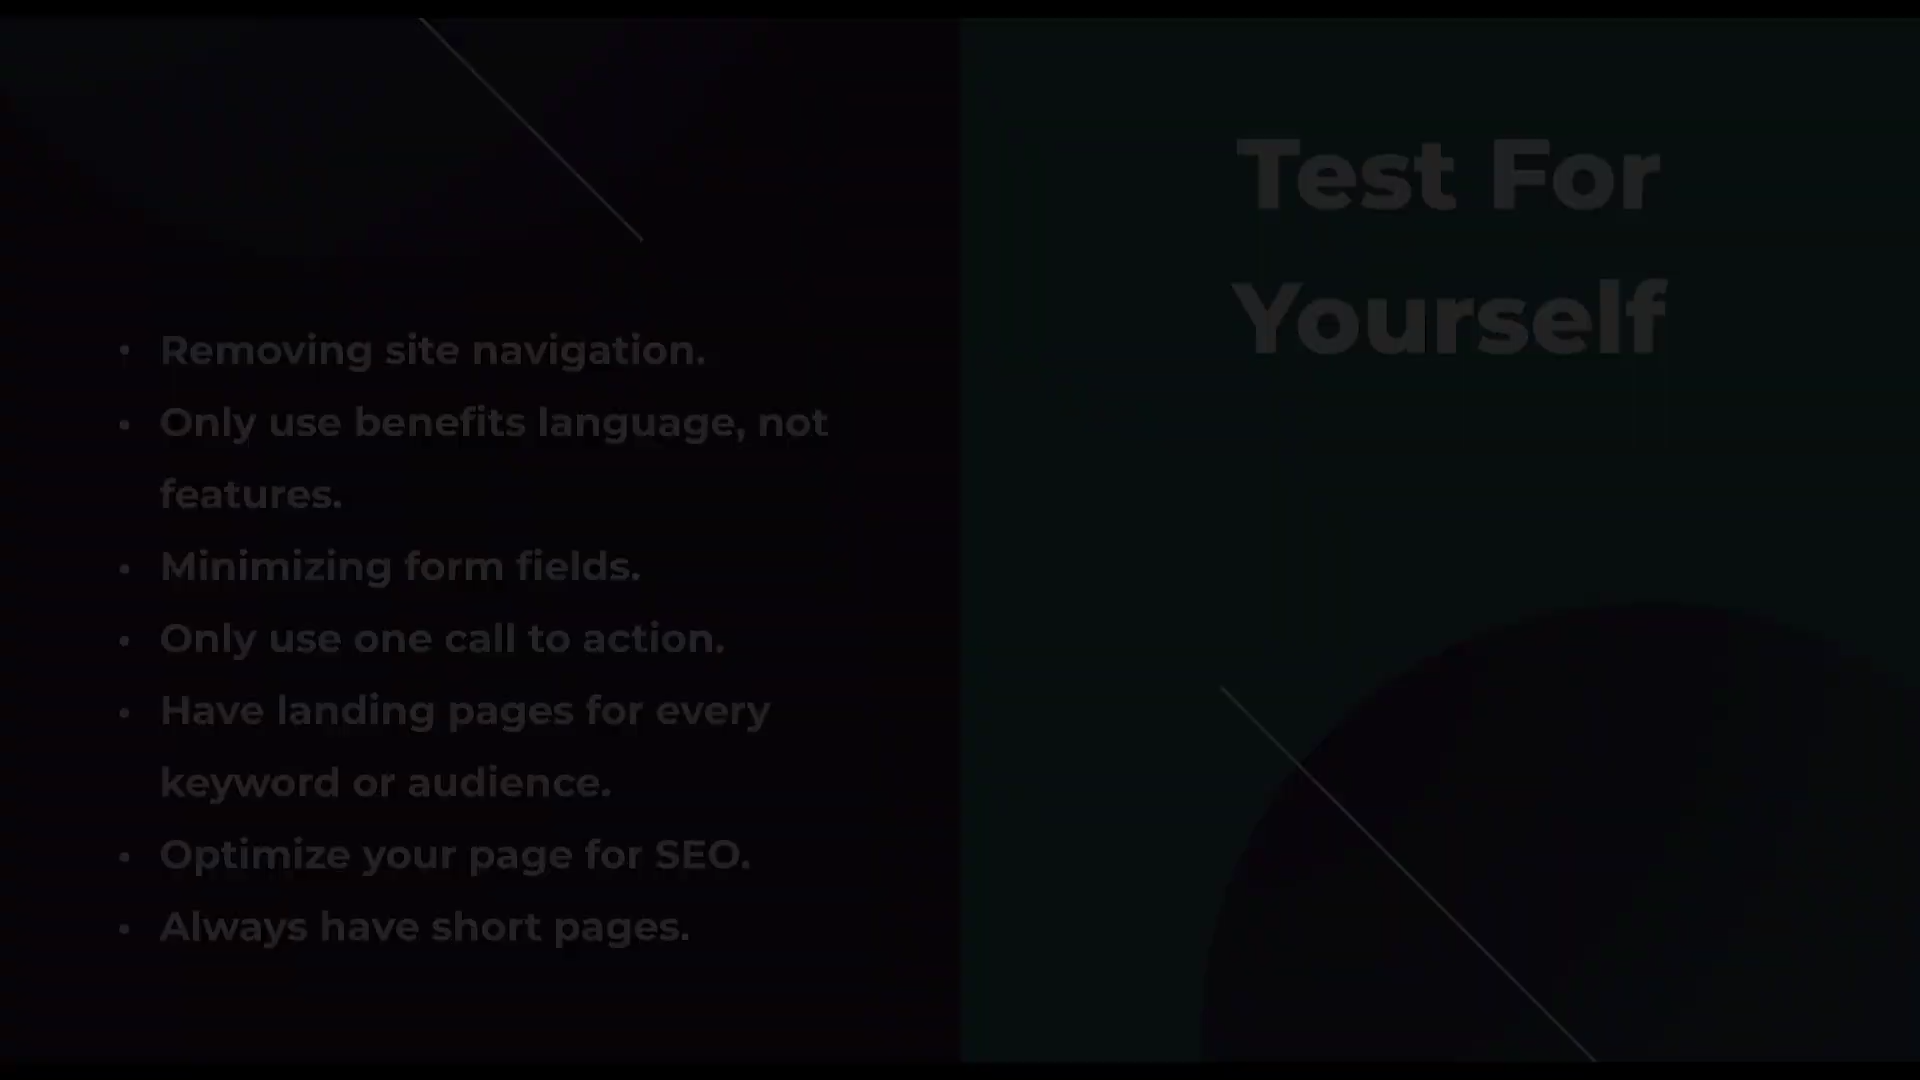 Test For
Yourself
• Removing site navigation.
• Only use benefits language, not
features.
• Minimizing form fields.
• Only use one call to action.
• Have landing pages for every
keyword or audience.
• Optimize your page for SEO.
• Always have short pages.